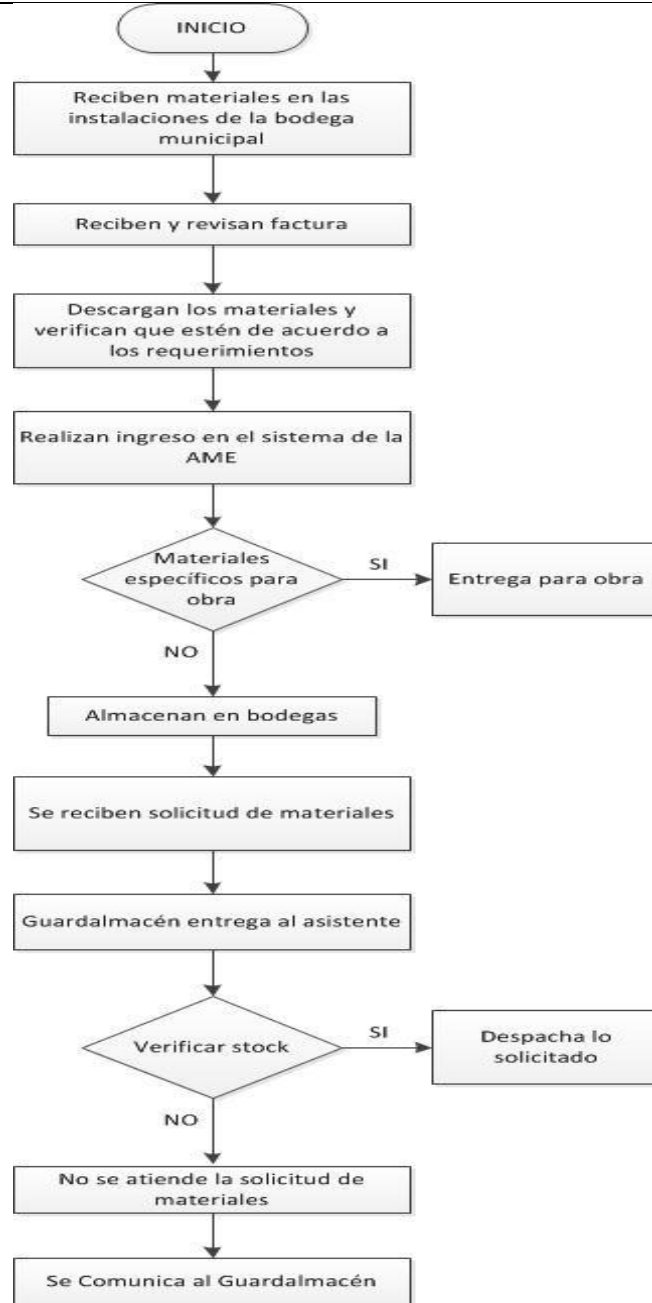 INICIO
Reciben materiales en las
instalaciones de la bodega
municipal
Reciben y revisan factura
Descargan los materiales y
verifican que estén de acuerdo a
los requerimientos
Realizan ingreso en el sistema de la
AME
Materiales
específicos para
obra
SI
Entrega para obra
NO
Almacenan en bodegas
Se reciben solicitud de materiales
Guardalmacén entrega al asistente
Verificar stock
SI
Despacha lo
solicitado
NO
No se atiende la solicitud de
materiales
Se Comunica al Guardalmacén